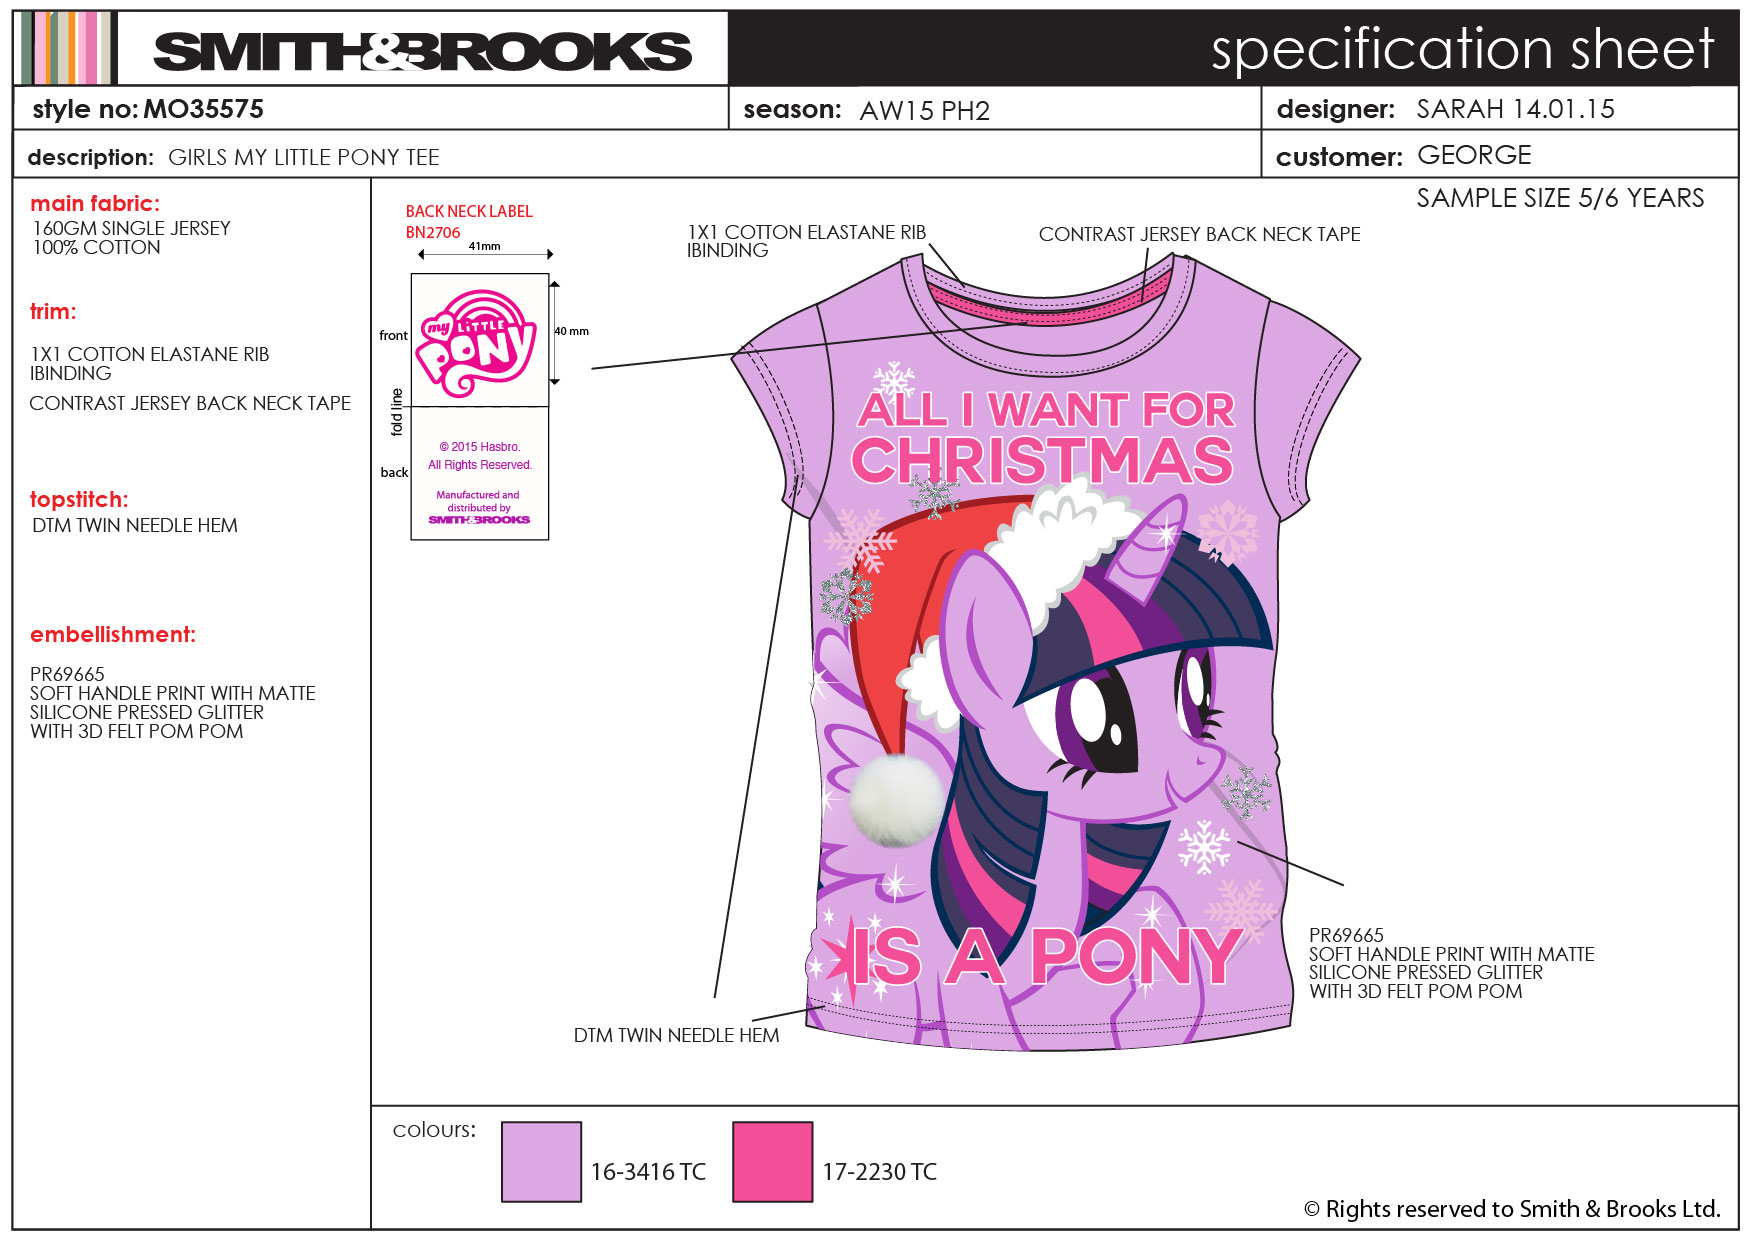 SMITH&BROOKS
specification sheet
style no: MO35575
season: AW15 PH2
designer: SARAH 14.01.15
description: GIRLS MY LITTLE PONY TEE
customer: GEORGE
SAMPLE SIZE 5/6 YEARS
main fabric:
160GM SINGLE JERSEY
100% COTTON
trim:
1X1 COTTON ELASTANE RIB
IBINDING
CONTRAST JERSEY BACK NECK TAPE
topstitch:
DTM TWIN NEEDLE HEM
embellishment:
PR69665
SOFT HANDLE PRINT WITH MATTE
SILICONE PRESSED GLITTER
WITH 3D FELT POM POM
BACK NECK LABEL
BN2706
41mm
front
my LITTLE
PONY
40 mm
fold line
back
© 2015 Hasbro.
All Rights Reserved.
Manufactured and
distributed by
SMITH&BROOKS
1X1 COTTON ELASTANE RIB
IBINDING
CONTRAST JERSEY BACK NECK TAPE
ALL I WANT FOR
CHRISTMAS
IS A PONY
PR69665
SOFT HANDLE PRINT WITH MATTE
SILICONE PRESSED GLITTER
WITH 3D FELT POM POM
DTM TWIN NEEDLE HEM
colours:
16-3416 TC
17-2230 TC
© Rights reserved to Smith & Brooks Ltd.